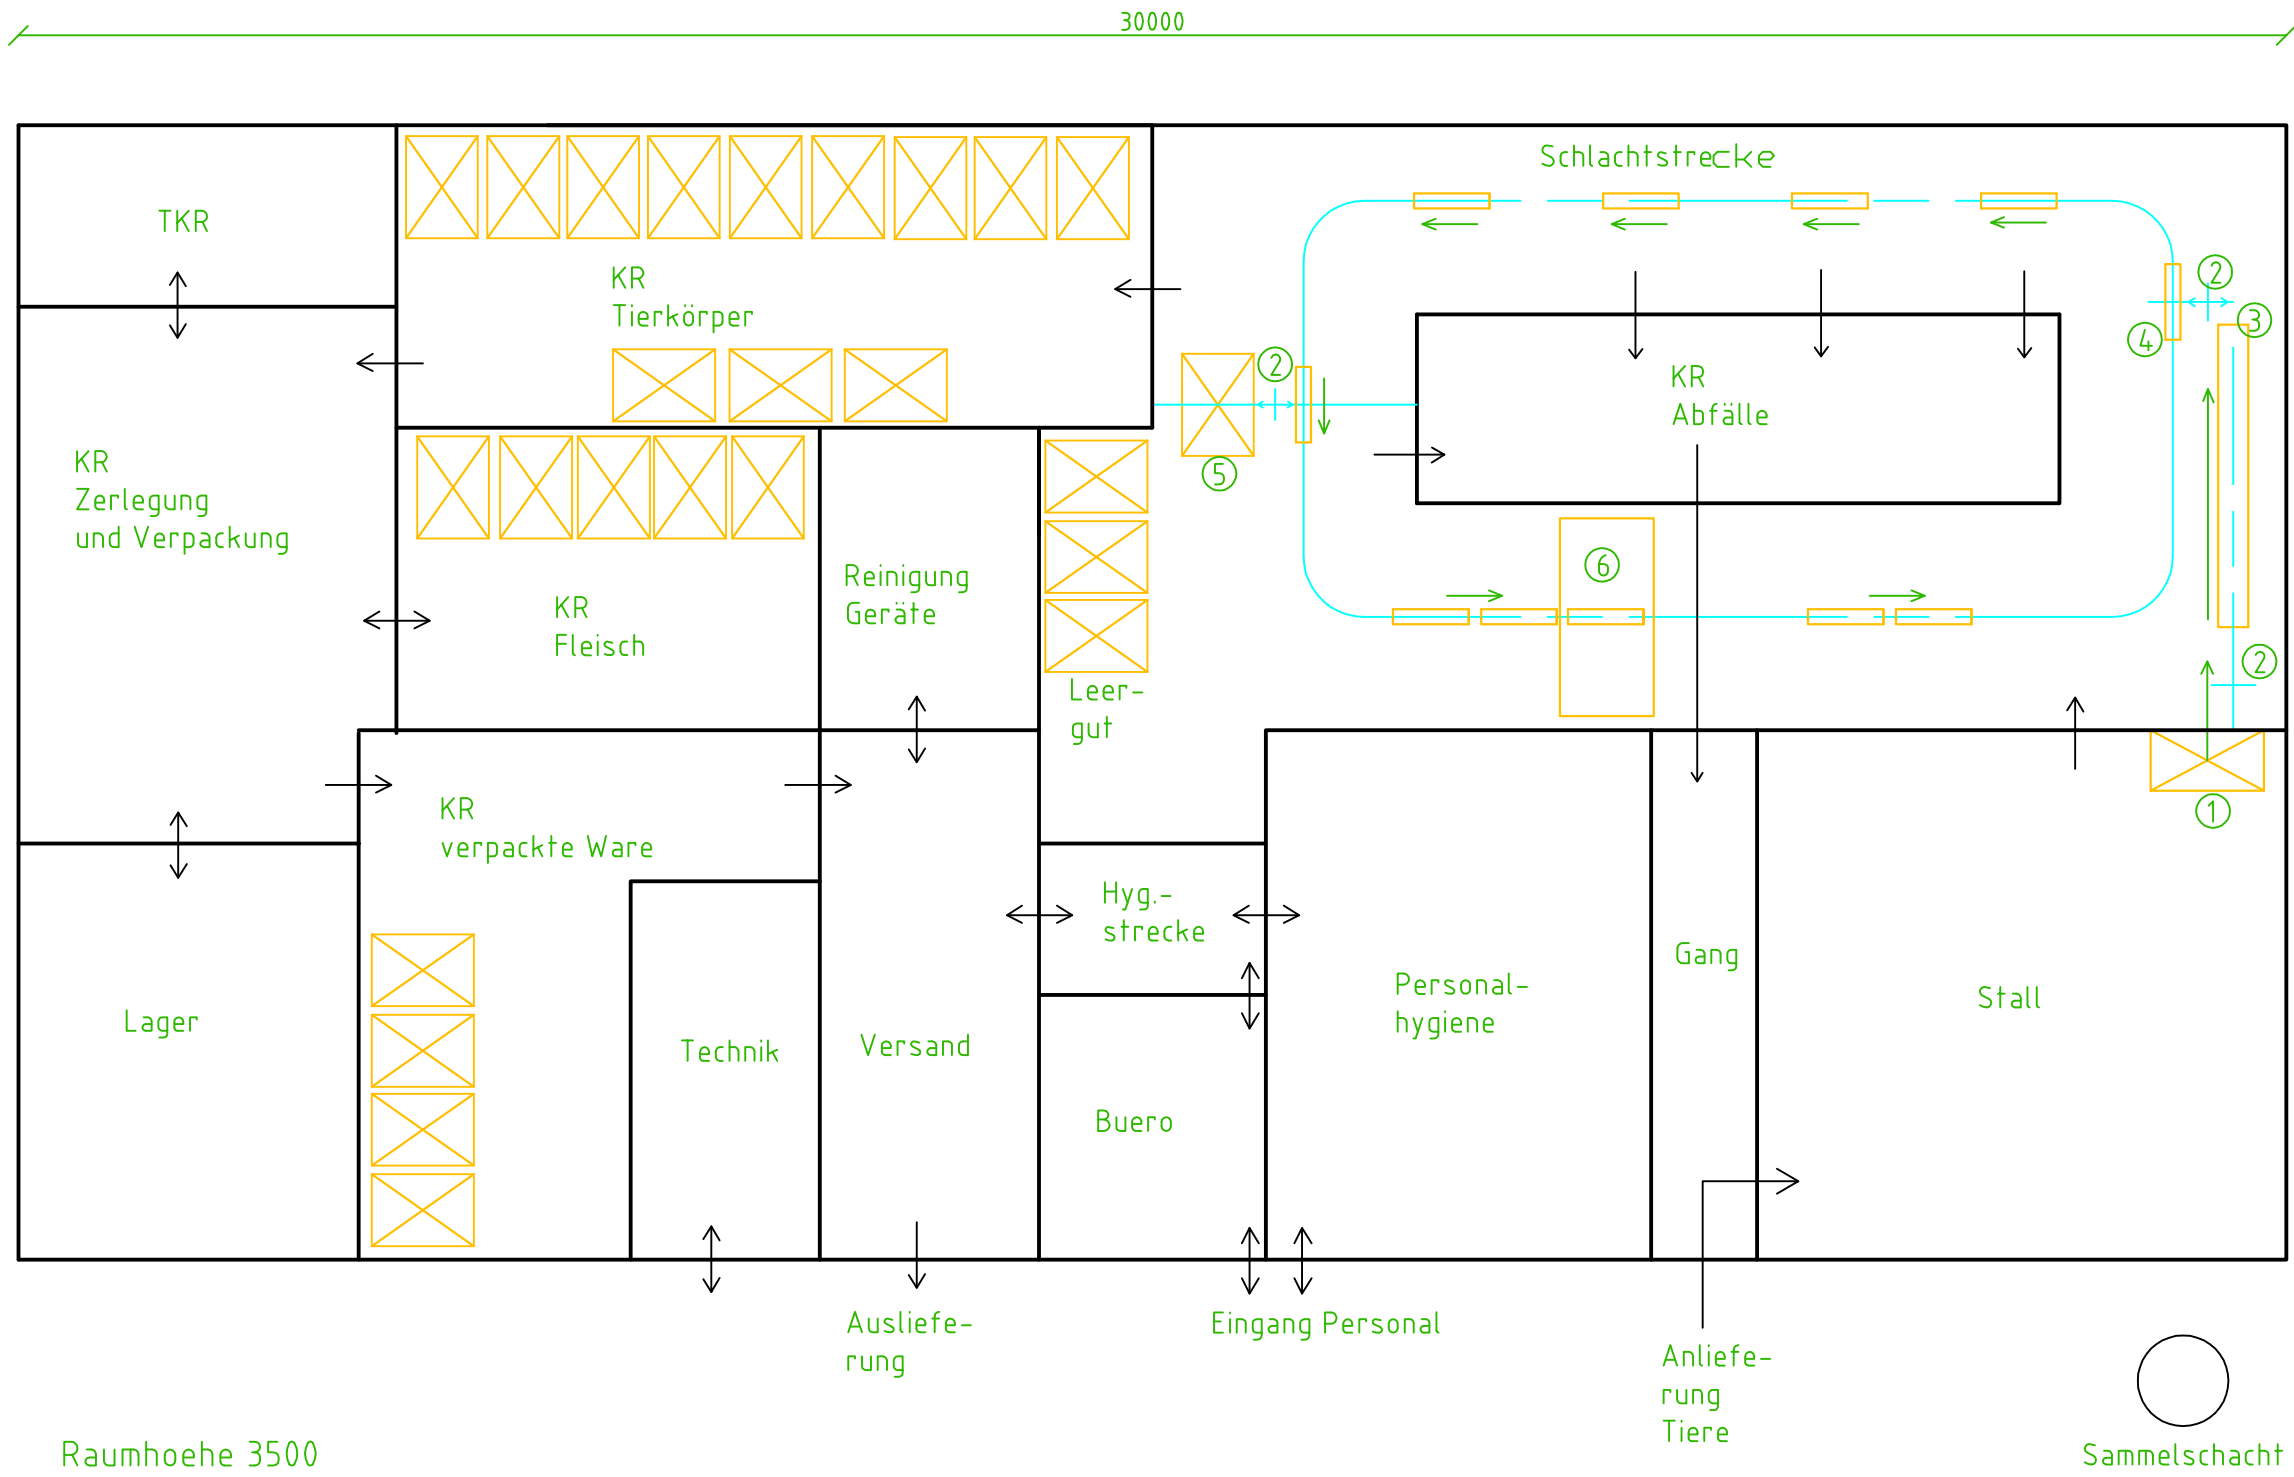 30000
Schlachtstrecke
TKR
KR
Tierkörper
2
3
4
2
KR
Abfälle
5
KR
Zerlegung
und Verpackung
6
Reinigung
Geräte
KR
Fleisch
2
Leer-
gut
1
KR
verpackte Ware
Hyg.-
strecke
Gang
Personal-
hygiene
Stall
Lager
Technik
Versand
Buero
Ausliefe-
rung
Eingang Personal
Anliefe-
rung
Tiere
Raumhoehe 3500
Sammelschacht